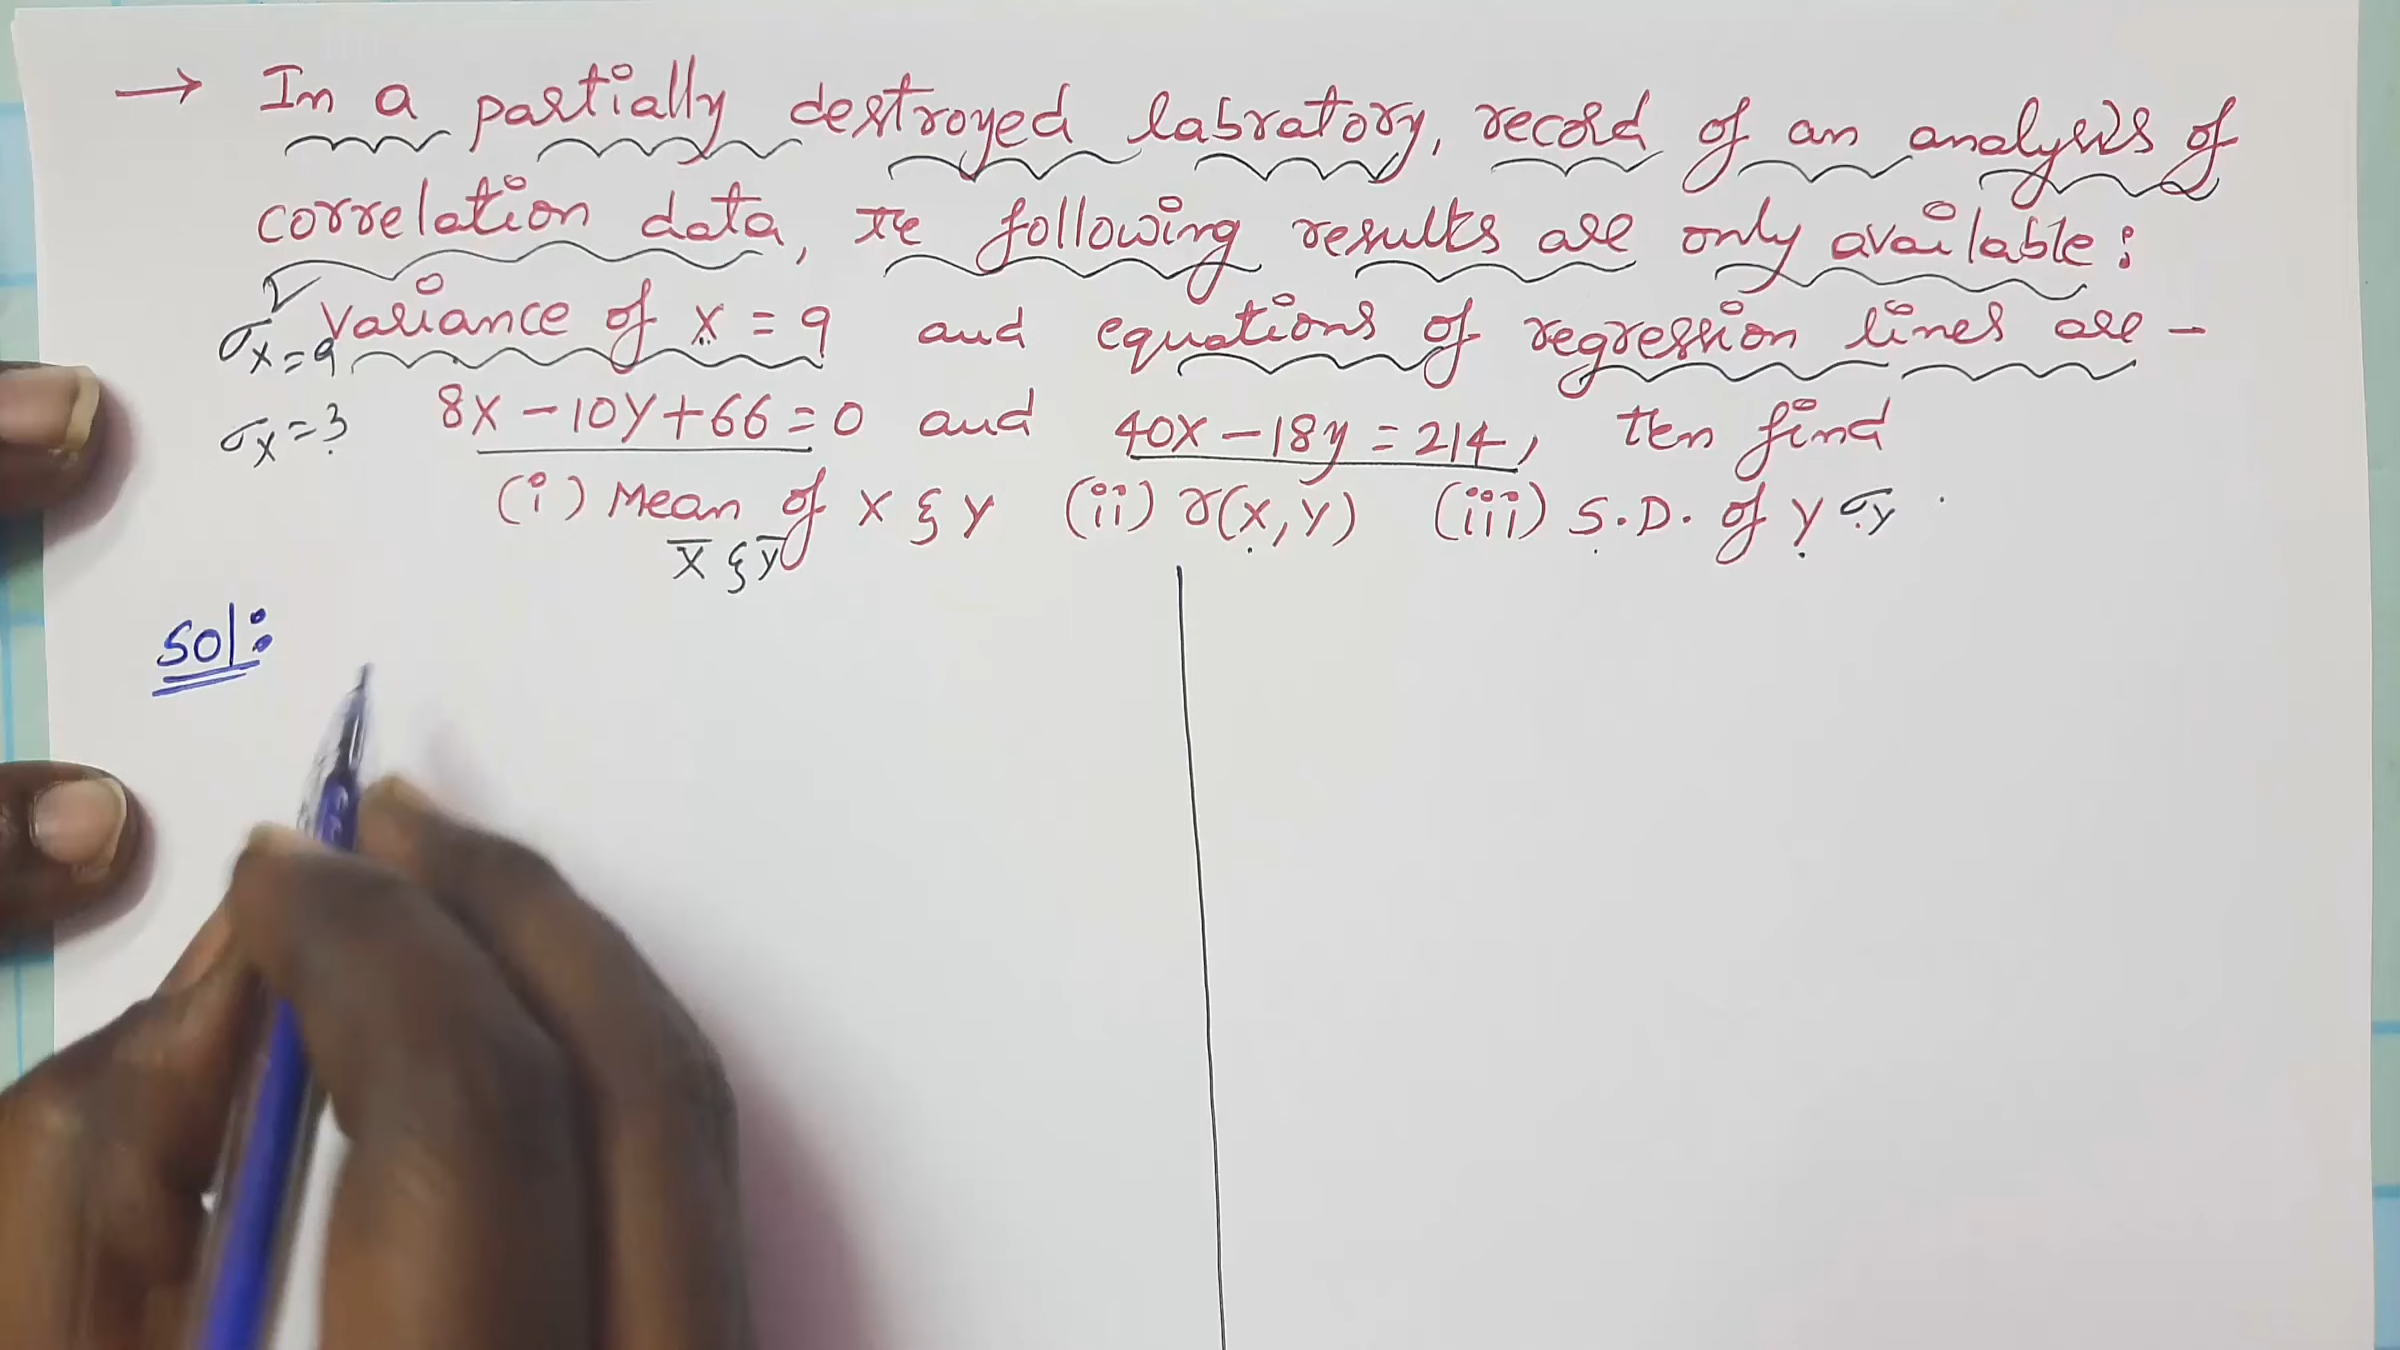 → In a partially destroyed labratory, record of an analysis of
correlation data, the following results are only available:
σx² = 9 Variance of x = 9 and equations of regression lines are -
σx = 3 8x - 10y + 66 = 0 and 40x - 18y = 214, then find
(i) Mean of x & y (ii) r(x, y) (iii) S.D. of y σy
x̄ & ȳ
Sol: